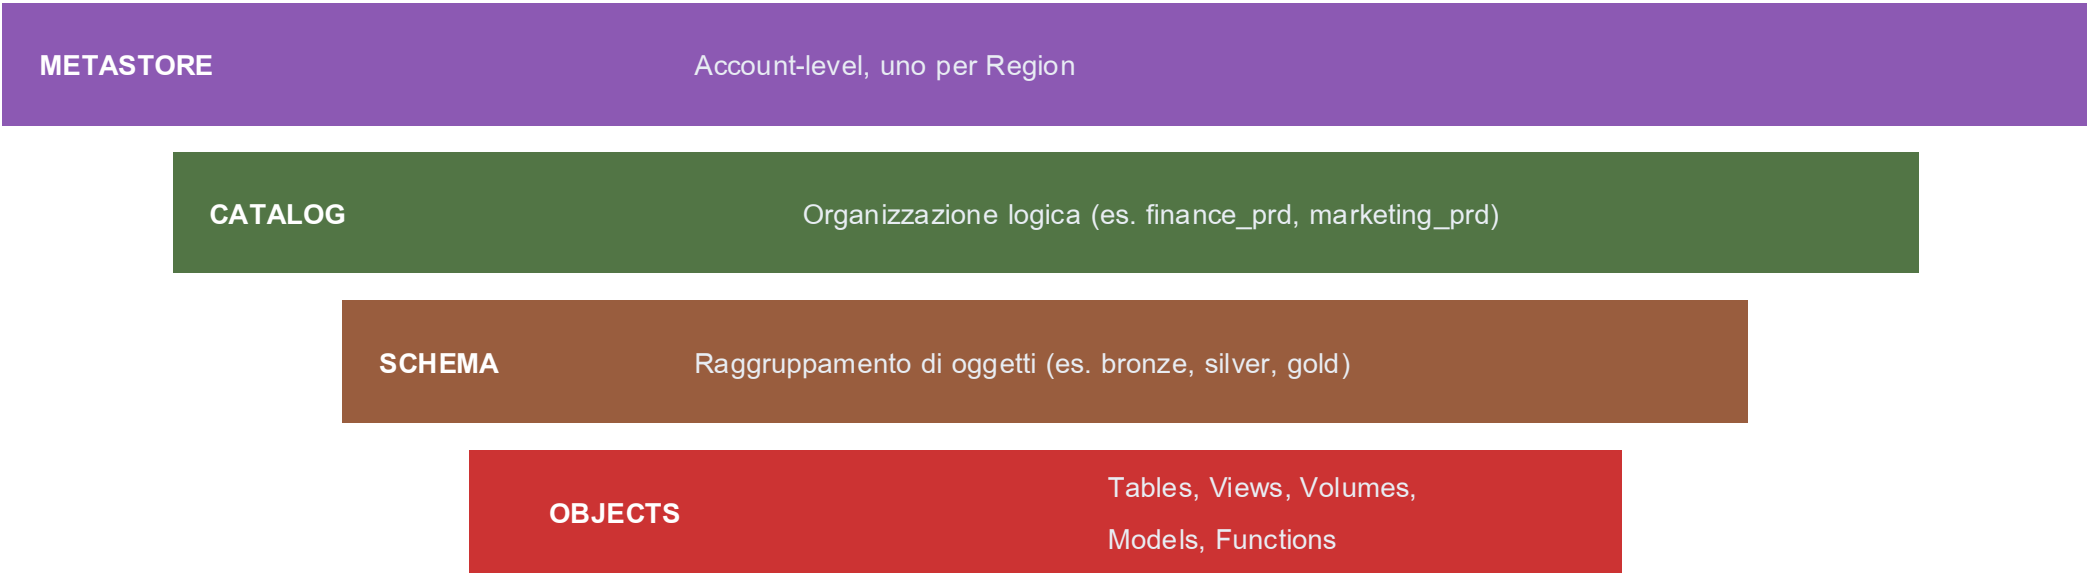 METASTORE Account-level, uno per Region
CATALOG Organizzazione logica (es. finance_prd, marketing_prd)
SCHEMA Raggruppamento di oggetti (es. bronze, silver, gold)
OBJECTS
Tables, Views, Volumes,
Models, Functions